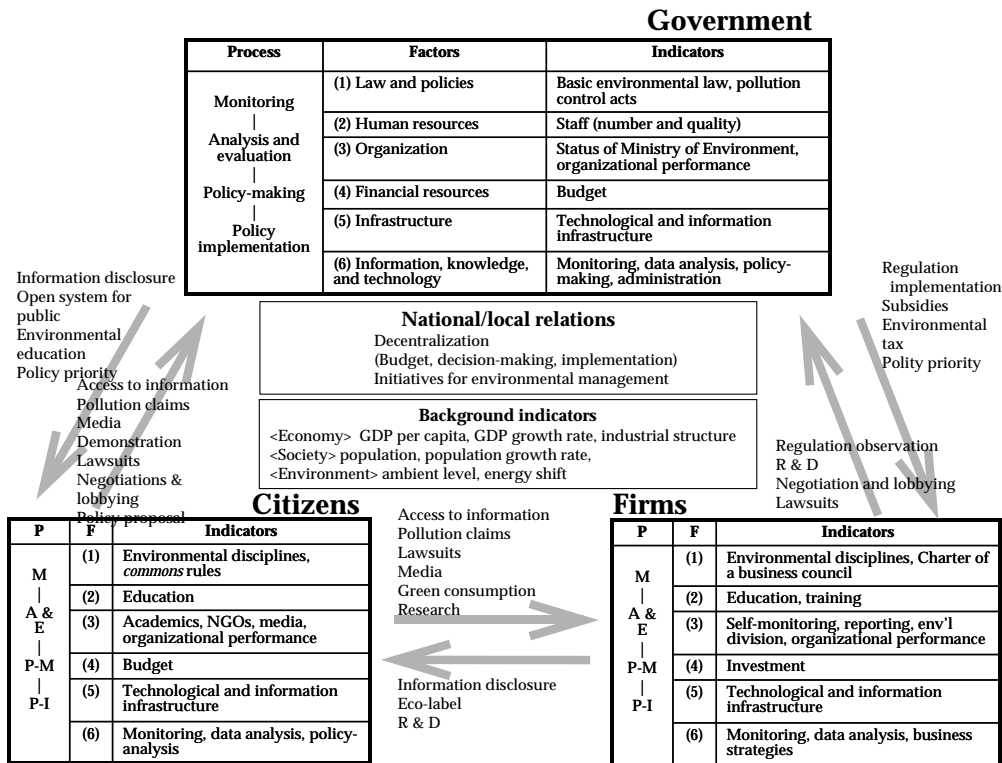 Government
Process Factors Indicators
Monitoring
|
Analysis and
evaluation
|
Policy-making
|
Policy
implementation
(1) Law and policies
Basic environmental law, pollution
control acts
(2) Human resources
Staff (number and quality)
(3) Organization
Status of Ministry of Environment,
organizational performance
(4) Financial resources
Budget
(5) Infrastructure
Technological and information
infrastructure
(6) Information, knowledge,
and technology
Monitoring, data analysis, policy-
making, administration
Information disclosure
Open system for
public
Environmental
education
Policy priority
Access to information
Pollution claims
Media
Demonstration
Lawsuits
Negotiations &
lobbying
Policy proposal
National/local relations
Decentralization
(Budget, decision-making, implementation)
Initiatives for environmental management
Background indicators
<Economy> GDP per capita, GDP growth rate, industrial structure
<Society> population, population growth rate,
<Environment> ambient level, energy shift
Regulation
implementation
Subsidies
Environmental
tax
Polity priority
Regulation observation
R & D
Negotiation and lobbying
Lawsuits
Citizens
P F Indicators
M
|
A &
E
|
P-M
|
P-I
(1) Environmental disciplines,
commons rules
(2) Education
(3) Academics, NGOs, media,
organizational performance
(4) Budget
(5) Technological and information
infrastructure
(6) Monitoring, data analysis, policy-
analysis
Access to information
Pollution claims
Lawsuits
Media
Green consumption
Research
Information disclosure
Eco-label
R & D
Firms
P F Indicators
M
|
A &
E
|
P-M
|
P-I
(1) Environmental disciplines, Charter of
a business council
(2) Education, training
(3) Self-monitoring, reporting, env'l
division, organizational performance
(4) Investment
(5) Technological and information
infrastructure
(6) Monitoring, data analysis, business
strategies